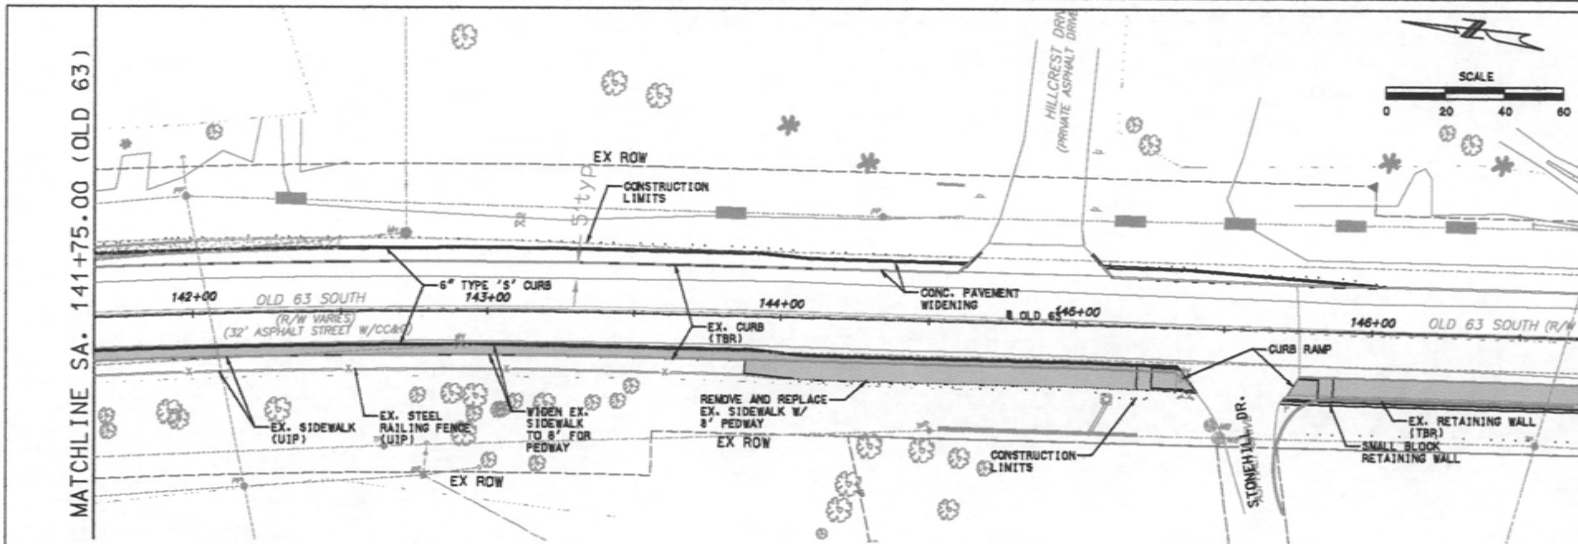 MATCHLINE SA. 141+75.00 (OLD 63)
HILLCREST DRIV
(PRIVATE ASPHALT DRIVE
SCALE
0 20 40 60
EX ROW
5' typ
CONSTRUCTION
LIMITS
6" TYPE 'S' CURB
142+00
OLD 63 SOUTH
(R/W VARIES)
(32' ASPHALT STREET W/CC&G)
143+00
144+00
CONC. PAVEMENT
WIDENING
OLD 63
145+00
146+00
OLD 63 SOUTH (R/W
EX. CURB
(TBR)
CURB RAMP
EX. SIDEWALK
(UIP)
EX. STEEL
RAILING FENCE
(UIP)
WIDEN EX.
SIDEWALK
TO 6' FOR
PEDWAY
REMOVE AND REPLACE
EX. SIDEWALK W/
8' PEDWAY
EX ROW
CONSTRUCTION
LIMITS
STONEHILL DR.
EX. RETAINING WALL
(TBR)
SMALL BLOCK
RETAINING WALL
EX ROW